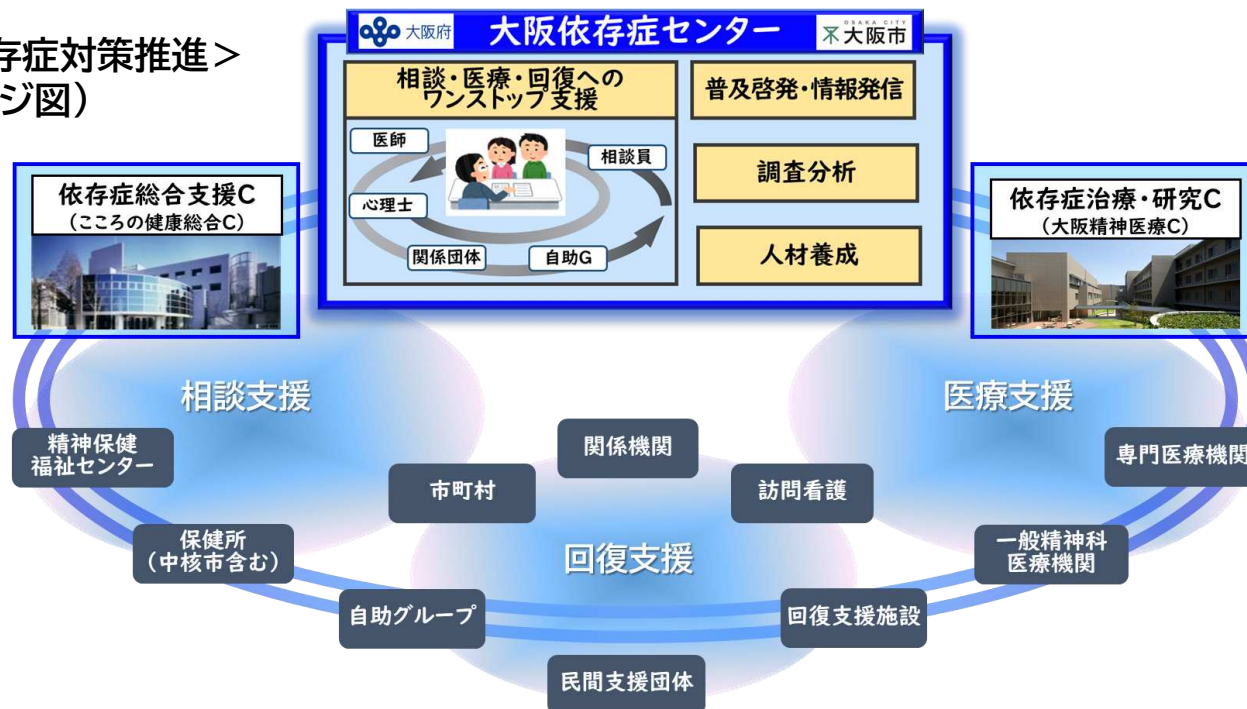 存症対策推進>
ジ図)
大阪府
大阪依存症センター
OSAKA CITY
大阪市
相談・医療・回復への
ワンストップ支援
医師
相談員
心理士
関係団体
自助G
普及啓発・情報発信
調査分析
人材養成
依存症総合支援C
(こころの健康総合C)
依存症治療・研究C
(大阪精神医療C)
相談支援
医療支援
精神保健
福祉センター
関係機関
専門医療機関
市町村
訪問看護
保健所
(中核市含む)
回復支援
一般精神科
医療機関
自助グループ
回復支援施設
民間支援団体